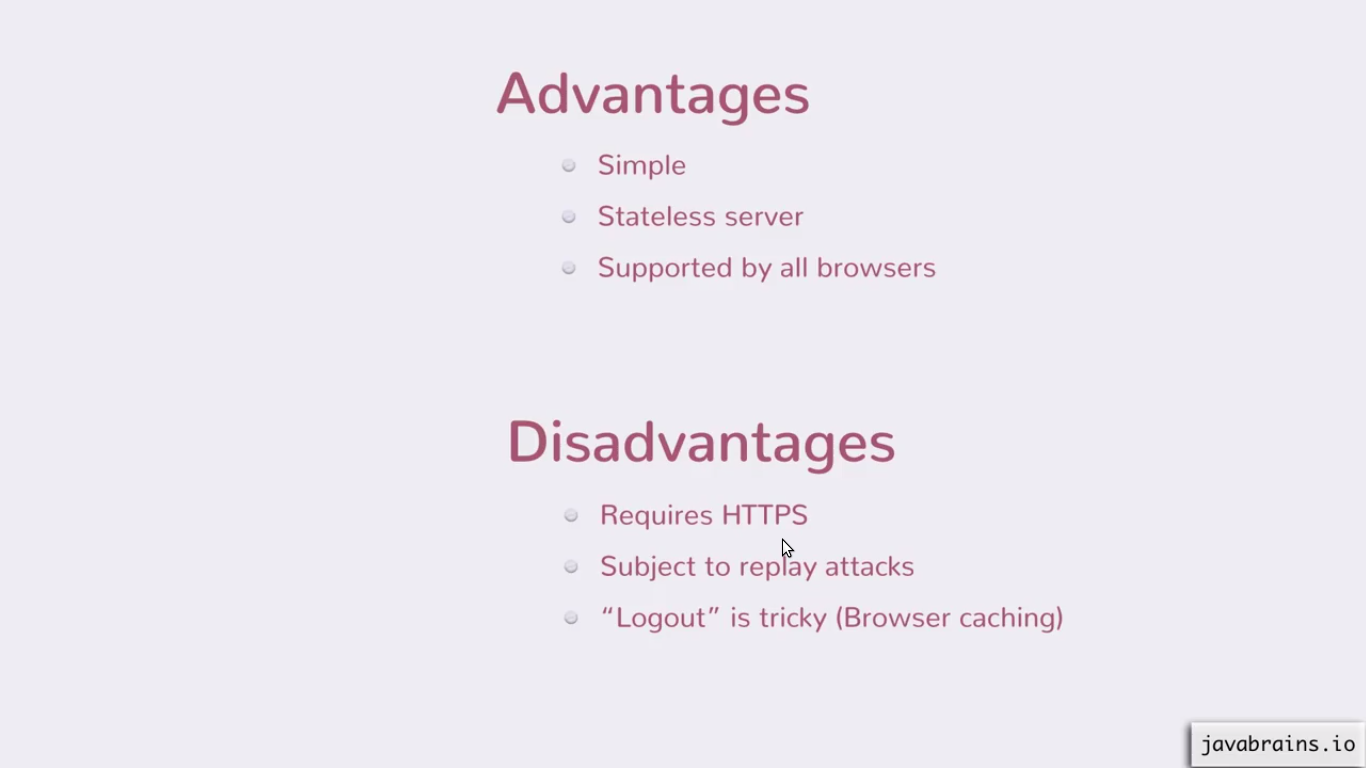 Advantages
Simple
Stateless server
Supported by all browsers
Disadvantages
Requires HTTPS
Subject to replay attacks
“Logout” is tricky (Browser caching)
javabrains.io